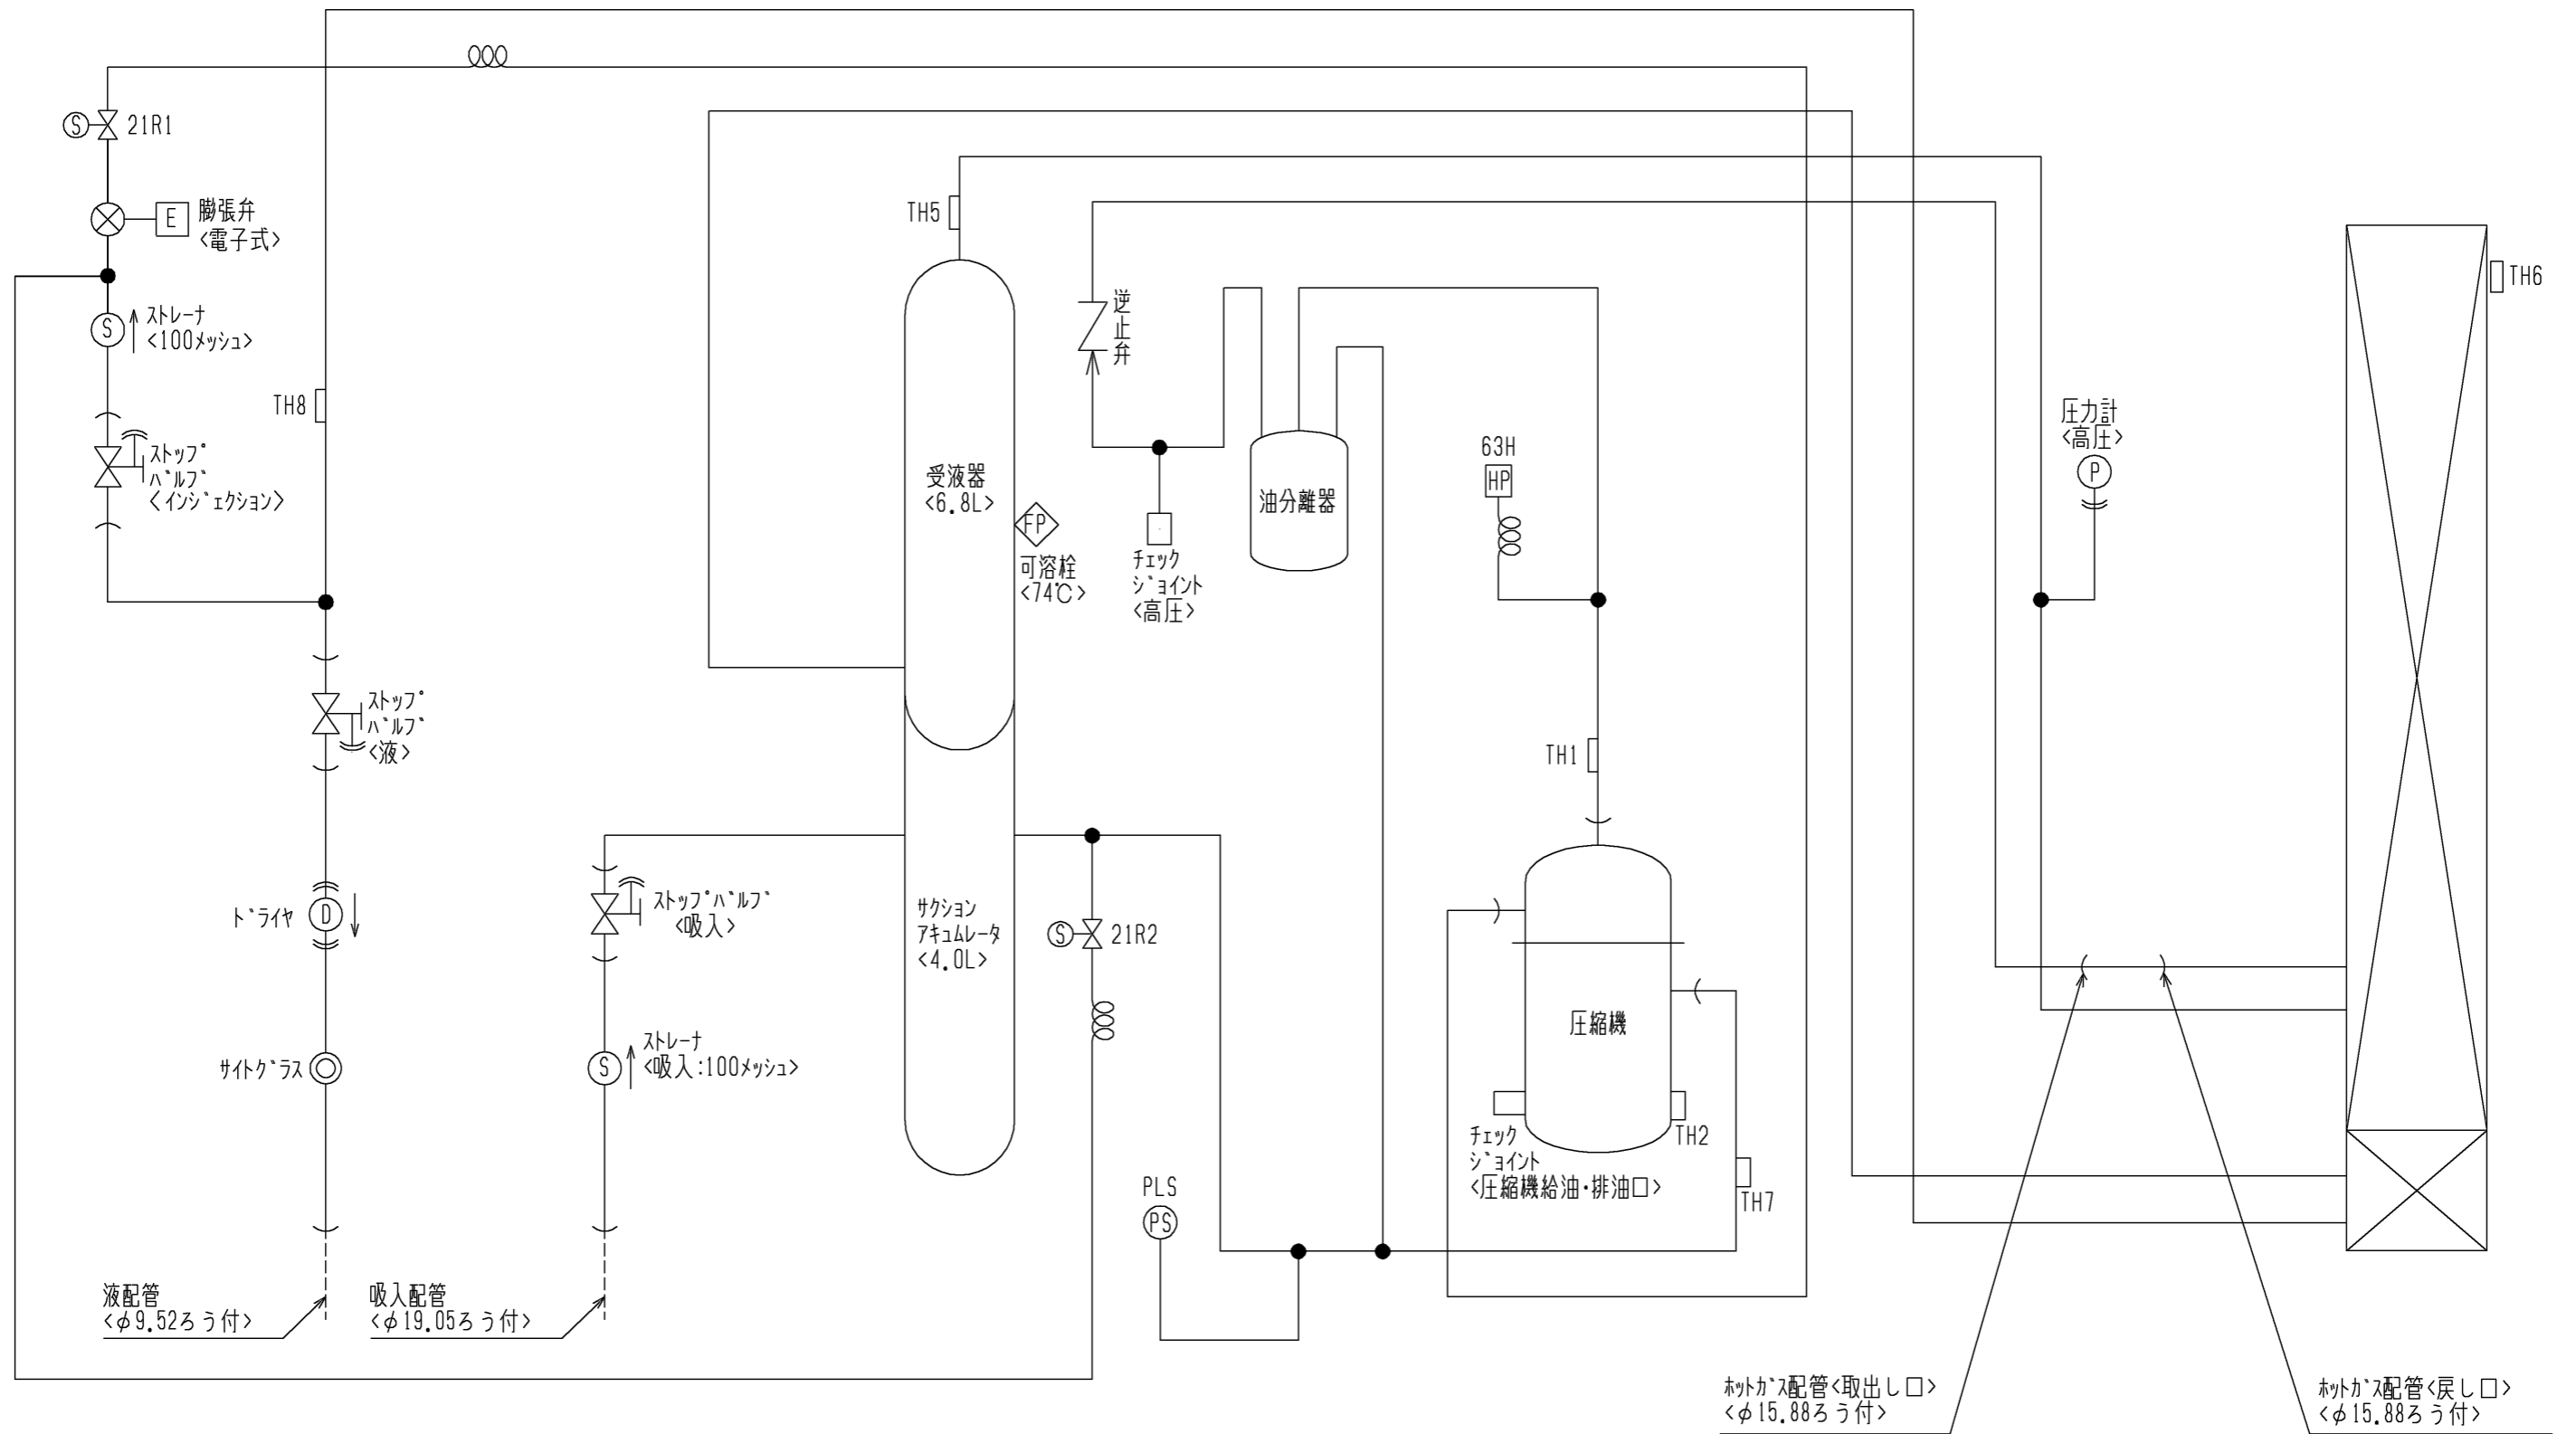 S
21R1
E
膨張弁
<電子式>
S
ストレーナ
<100メッシュ>
TH8
ストップ
バルブ
<インジェクション>
ストップ
バルブ
<液>
ドライヤ
D
サイトグラス
液配管
<φ9.52ろう付>
吸入配管
<φ19.05ろう付>
ストップバルブ
<吸入>
S
ストレーナ
<吸入:100メッシュ>
TH5
受液器
<6.8L>
FP
可溶栓
<74℃>
サクション
アキュムレータ
<4.0L>
S
21R2
逆止弁
チェック
ジョイント
<高圧>
油分離器
63H
HP
TH1
圧縮機
チェック
ジョイント
<圧縮機給油・排油口>
TH2
TH7
PLS
PS
圧力計
<高圧>
P
TH6
ホットガス配管<取出し口>
<φ15.88ろう付>
ホットガス配管<戻し口>
<φ15.88ろう付>